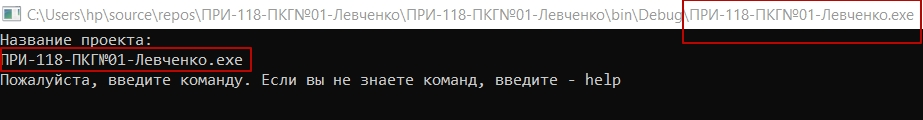 C:\Users\hp\source\repos\ПРИ-118-ПКГ№01-Левченко\ПРИ-118-ПКГ№01-Левченко\bin\Debug\ПРИ-118-ПКГ№01-Левченко.exe
Название проекта:
ПРИ-118-ПКГ№01-Левченко.exe
Пожалуйста, введите команду. Если вы не знаете команд, введите - help